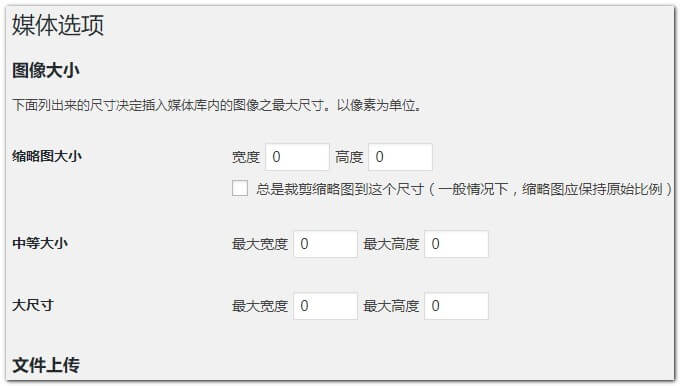 媒体选项
图像大小
下面列出来的尺寸决定插入媒体库内的图像之最大尺寸。以像素为单位。
缩略图大小 宽度 0 高度 0
总是裁剪缩略图到这个尺寸（一般情况下，缩略图应保持原始比例）
中等大小 最大宽度 0 最大高度 0
大尺寸 最大宽度 0 最大高度 0
文件上传